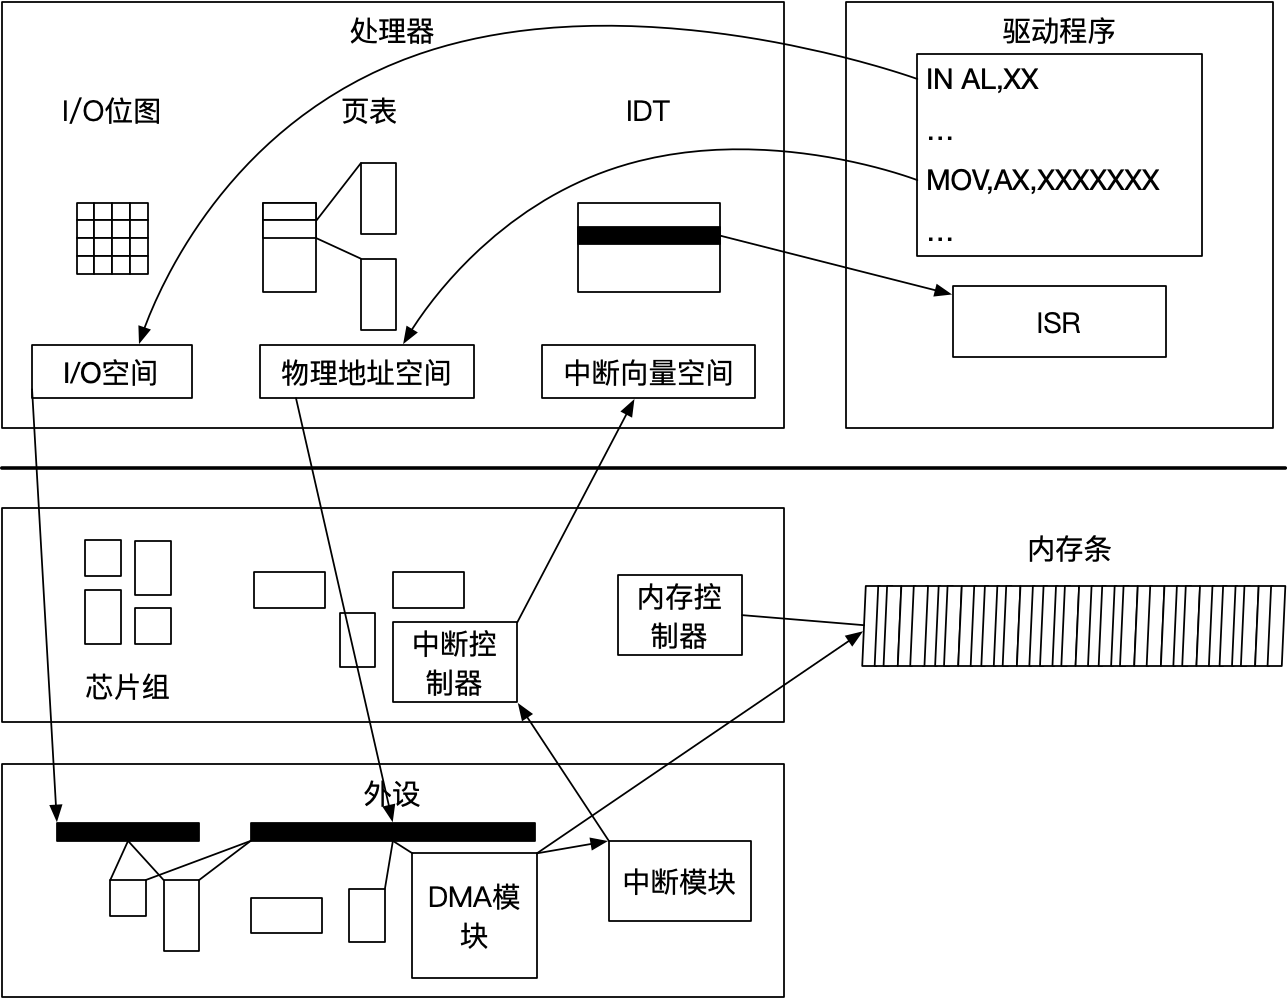 处理器
驱动程序
I/O位图
页表
IDT
IN AL,XX
...
MOV,AX,XXXXXXX
...
ISR
I/O空间
物理地址空间
中断向量空间
内存条
内存控
制器
中断控
制器
芯片组
外设
DMA模
块
中断模块